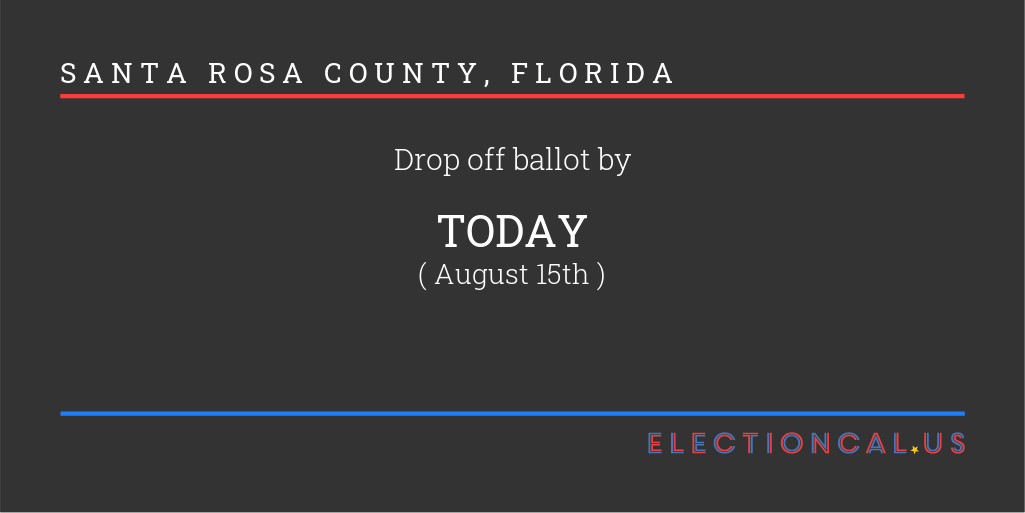 SANTA ROSA COUNTY, FLORIDA
Drop off ballot by
TODAY
( August 15th )
ELECTIONCAL.US